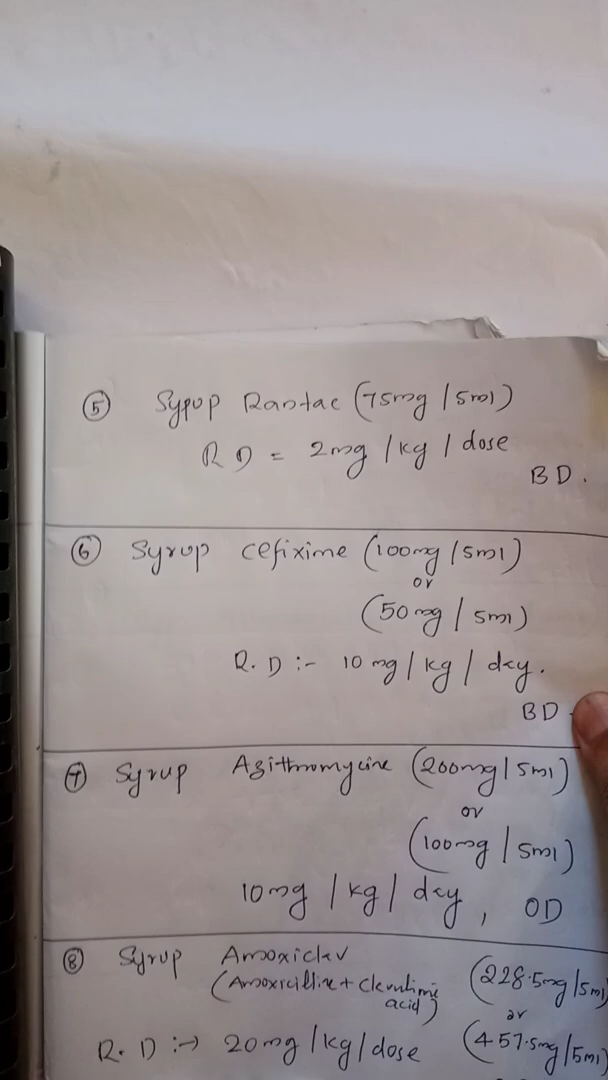 ⑤ Syrup Rantac (75mg/5ml)
RD = 2mg/kg/dose
BD.
⑥ Syrup cefixime (100mg/5ml)
or
(50mg/5ml)
R.D :- 10 mg/kg/day.
BD
⑦ Syrup Azithromycine (200mg/5ml)
or
(100mg/5ml)
10mg/kg/day, OD
⑧ Syrup Amoxiclav (228.5mg/5ml)
(Amoxicilline +
acid)
or
R.D :→ 20mg/kg/dose (457.5mg/5ml)